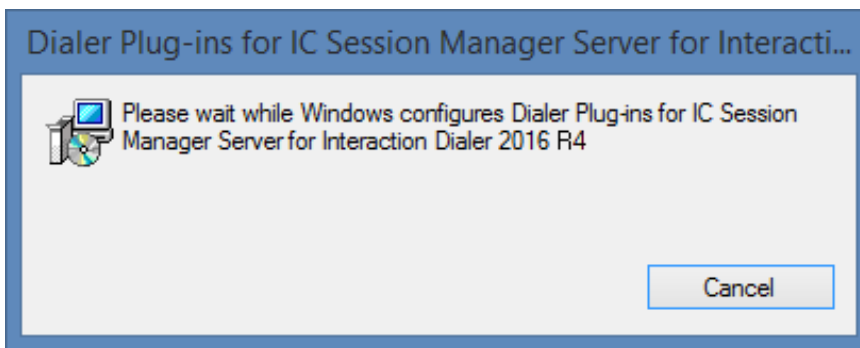 Dialer Plug-ins for IC Session Manager Server for Interacti...
Please wait while Windows configures Dialer Plug-ins for IC Session
Manager Server for Interaction Dialer 2016 R4
Cancel